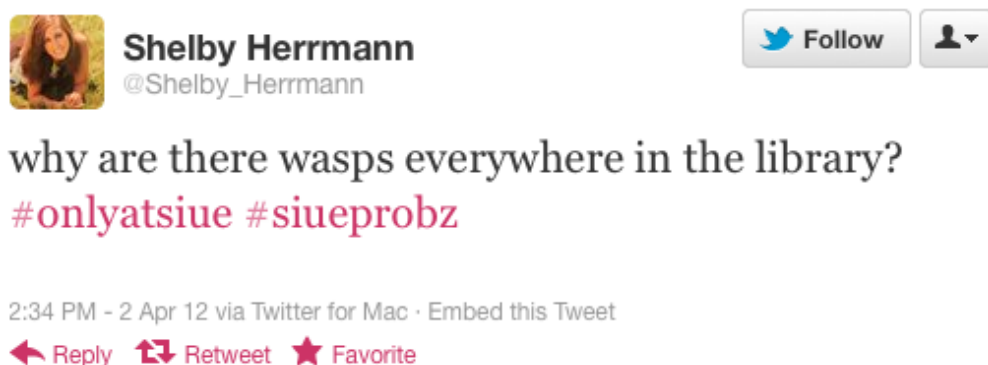 Shelby Herrmann
@Shelby_Herrmann
Follow
why are there wasps everywhere in the library?
#onlyatsiue #siueprobz
2:34 PM - 2 Apr 12 via Twitter for Mac · Embed this Tweet
Reply Retweet Favorite